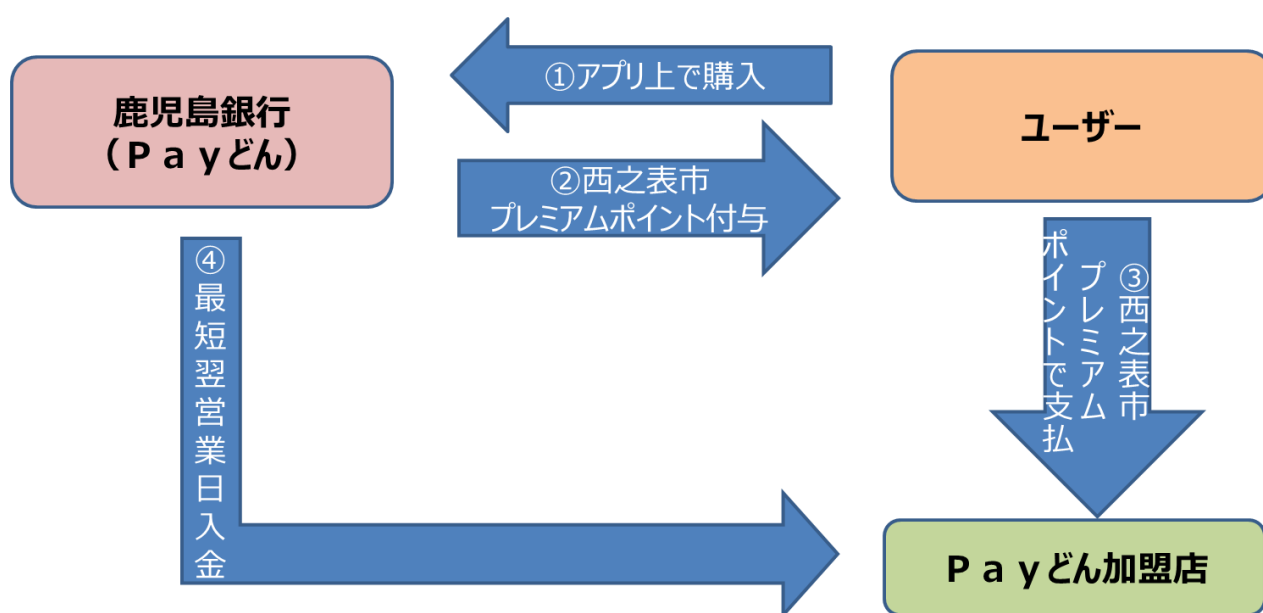 ①アプリ上で購入
鹿児島銀行
（Ｐａｙどん）
ユーザー
②西之表市
プレミアムポイント付与
③西之表市
プレミアム
ポイントで支払
④最短翌営業日入金
Ｐａｙどん加盟店